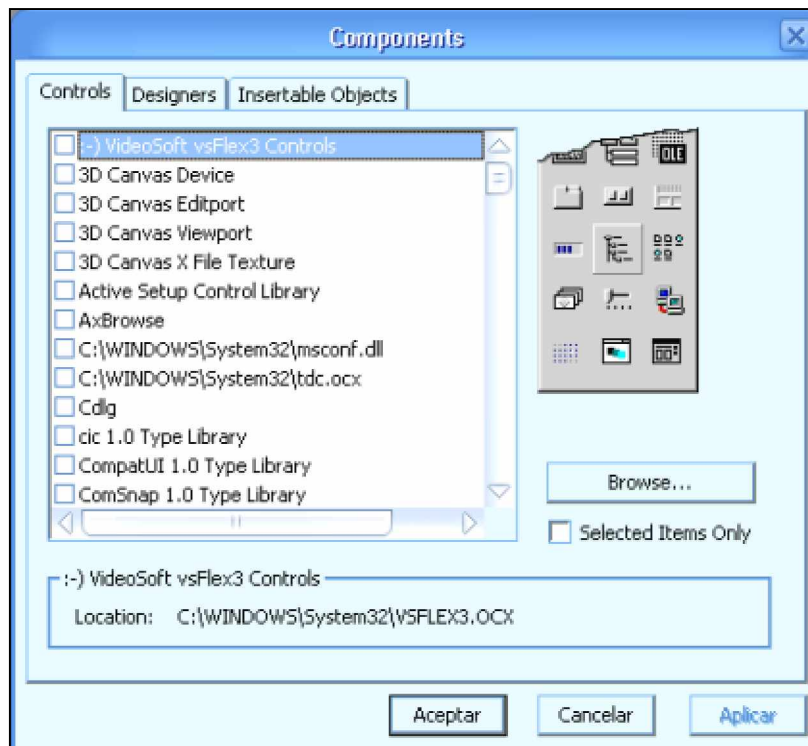 Components
Controls
Designers
Insertable Objects
:-) VideoSoft vsFlex3 Controls
3D Canvas Device
3D Canvas Editport
3D Canvas Viewport
3D Canvas X File Texture
Active Setup Control Library
AxBrowse
C:\WINDOWS\System32\msconf.dll
C:\WINDOWS\System32\tdc.ocx
Cdlg
cic 1.0 Type Library
CompatUI 1.0 Type Library
ComSnap 1.0 Type Library
OLE
Browse...
Selected Items Only
:-) VideoSoft vsFlex3 Controls
Location: C:\WINDOWS\System32\VSFLEX3.OCX
Aceptar
Cancelar
Aplicar